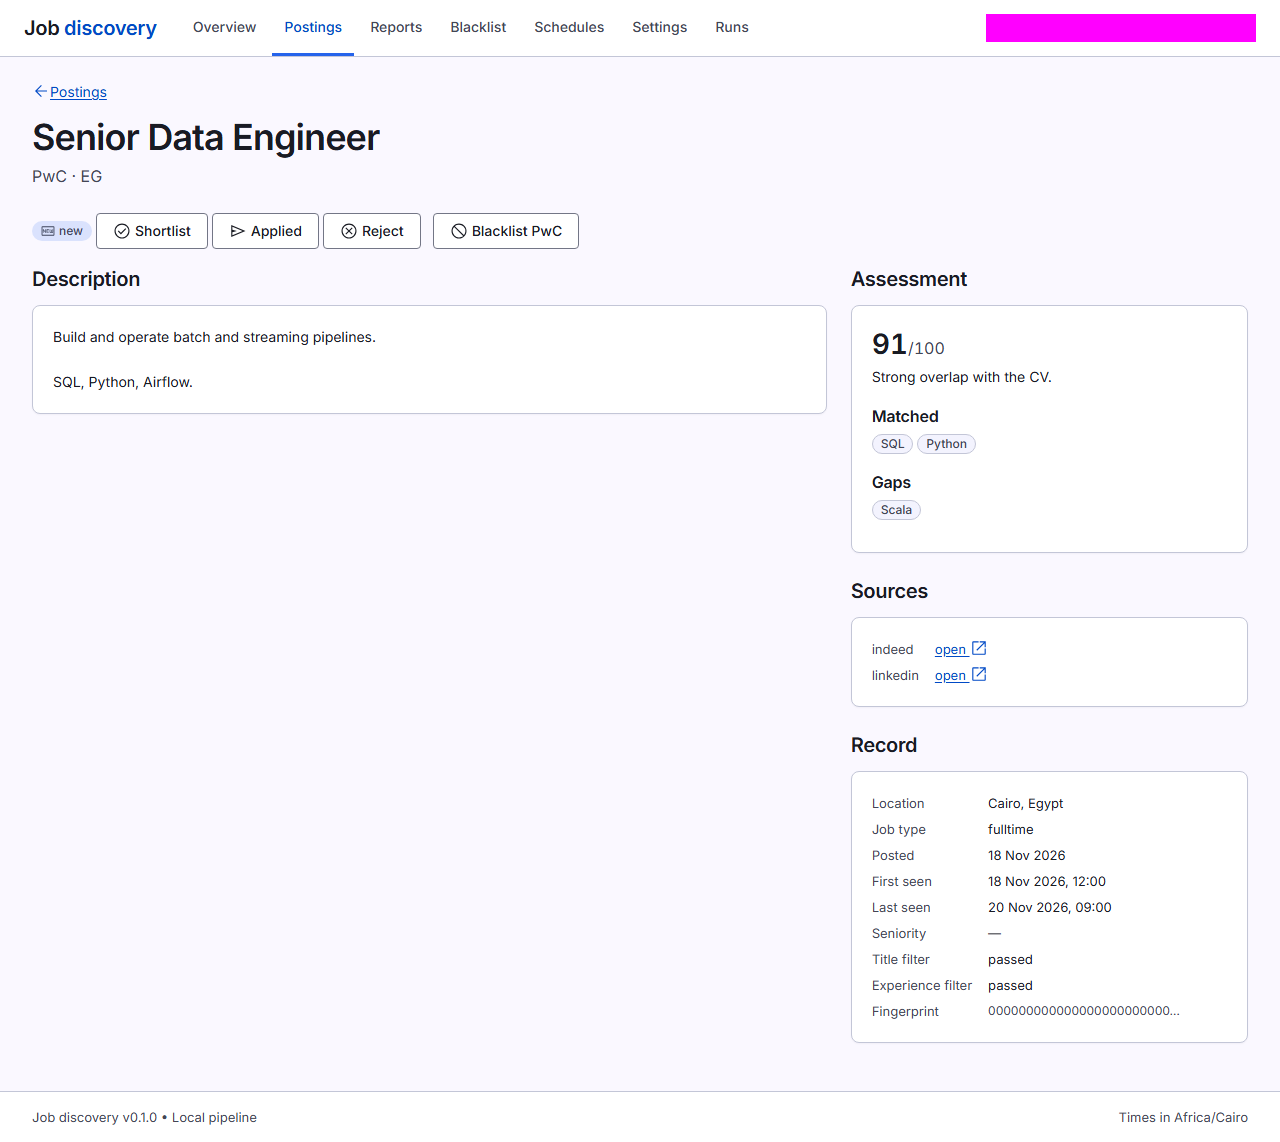 Job discovery
Overview
Postings
Reports
Blacklist
Schedules
Settings
Runs
Postings
Senior Data Engineer
PwC · EG
new
Shortlist
Applied
Reject
Blacklist PwC
Description
Build and operate batch and streaming pipelines.
SQL, Python, Airflow.
Assessment
91/100
Strong overlap with the CV.
Matched
SQL
Python
Gaps
Scala
Sources
indeed open
linkedin open
Record
Location Cairo, Egypt
Job type fulltime
Posted 18 Nov 2026
First seen 18 Nov 2026, 12:00
Last seen 20 Nov 2026, 09:00
Seniority —
Title filter passed
Experience filter passed
Fingerprint 000000000000000000000000…
Job discovery v0.1.0 • Local pipeline
Times in Africa/Cairo